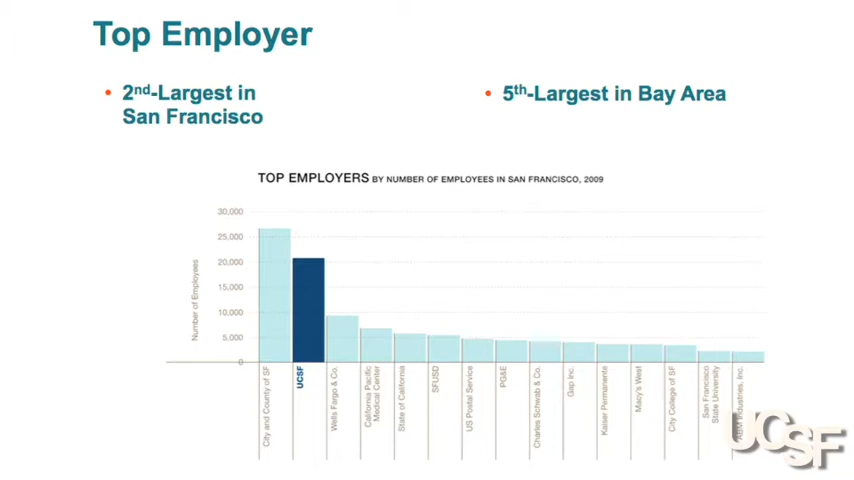 Top Employer
• 2nd-Largest in
San Francisco
• 5th-Largest in Bay Area
TOP EMPLOYERS BY NUMBER OF EMPLOYEES IN SAN FRANCISCO, 2009
Number of Employees
30,000
25,000
20,000
15,000
10,000
5,000
0
City and County of SF
UCSF
Wells Fargo & Co.
California Pacific
Medical Center
State of California
SFUSD
US Postal Service
PG&E
Charles Schwab & Co.
Gap Inc.
Kaiser Permanente
Macy's West
City College of SF
San Francisco
State University
ABM Industries, Inc.
UCSF